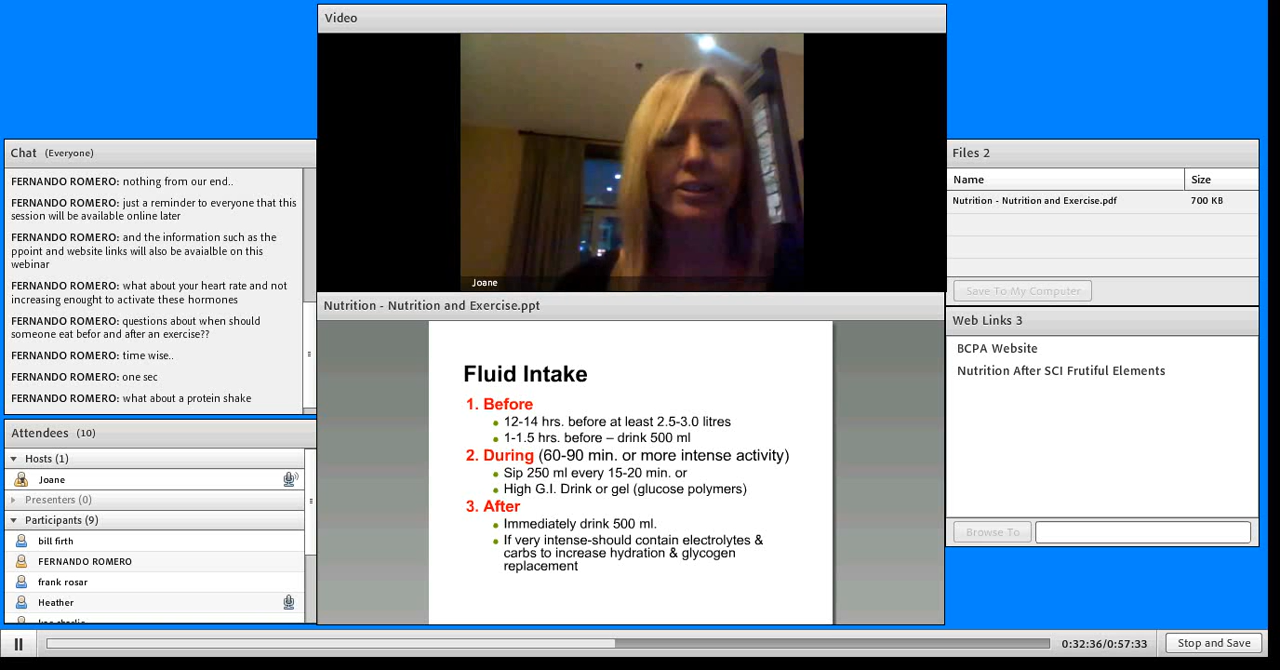 Video
Joane
Chat (Everyone)
FERNANDO ROMERO: nothing from our end..
FERNANDO ROMERO: just a reminder to everyone that this
session will be available online later
FERNANDO ROMERO: and the information such as the
ppoint and website links will also be avaialble on this
webinar
FERNANDO ROMERO: what about your heart rate and not
increasing enought to activate these hormones
FERNANDO ROMERO: questions about when should
someone eat befor and after an exercise??
FERNANDO ROMERO: time wise..
FERNANDO ROMERO: one sec
FERNANDO ROMERO: what about a protein shake
Attendees (10)
Hosts (1)
Joane
Presenters (0)
Participants (9)
bill firth
FERNANDO ROMERO
frank rosar
Heather
Nutrition - Nutrition and Exercise.ppt
Fluid Intake
1. Before
12-14 hrs. before at least 2.5-3.0 litres
1-1.5 hrs. before – drink 500 ml
2. During (60-90 min. or more intense activity)
Sip 250 ml every 15-20 min. or
High G.I. Drink or gel (glucose polymers)
3. After
Immediately drink 500 ml.
If very intense-should contain electrolytes &
carbs to increase hydration & glycogen
replacement
Files 2
Name Size
Nutrition - Nutrition and Exercise.pdf 700 KB
Save To My Computer
Web Links 3
BCPA Website
Nutrition After SCI Frutiful Elements
Browse To
0:32:36/0:57:33
Stop and Save